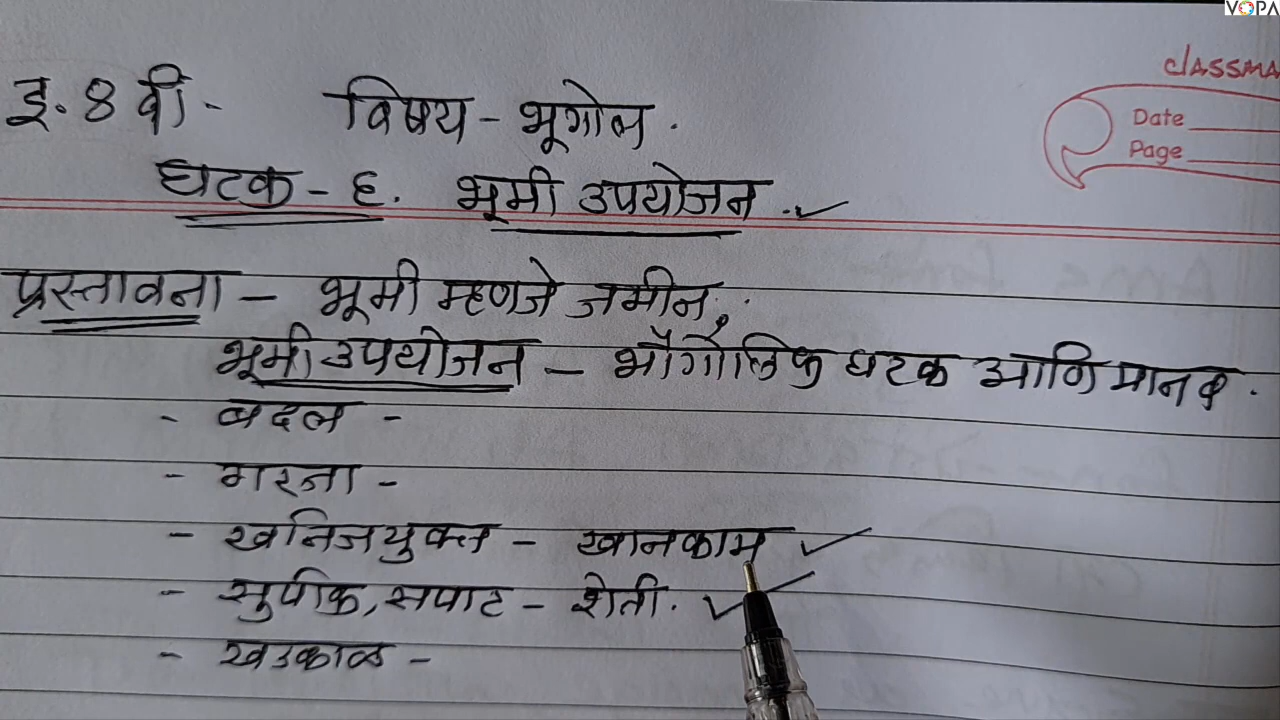 VOPA
classma
इ. 8 वी - विषय - भूगोल.
Date
Page
घटक - ६. भूमी उपयोजन.
प्रस्तावना - भूमी म्हणजे जमीन.
भूमी उपयोजन - भौगोलिक घटक आणि मानव.
- बदल -
- गरजा -
- खनिजयुक्त - खानकाम
- सुपीक, सपाट - शेती.
- खडकाळ -